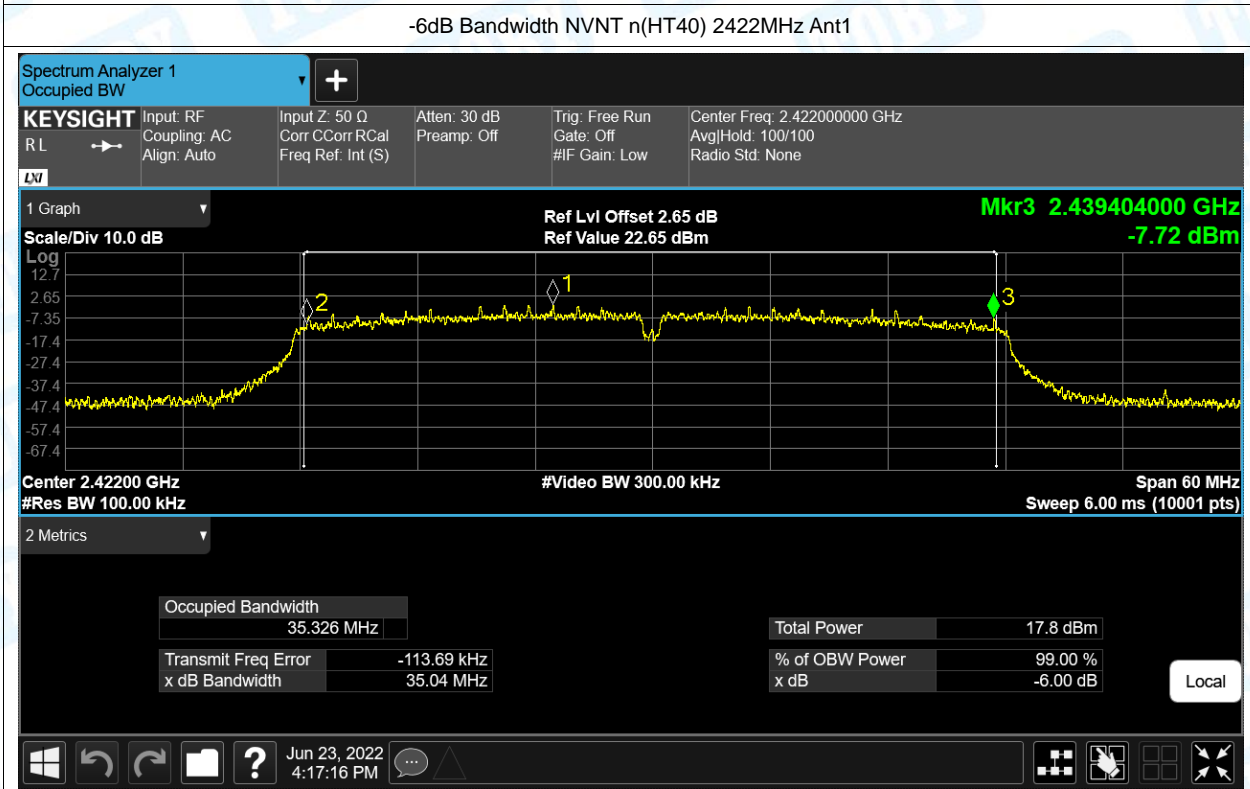 -6dB Bandwidth NVNT n(HT40) 2422MHz Ant1
Spectrum Analyzer 1
Occupied BW
KEYSIGHT
RL
LXI
Input: RF
Coupling: AC
Align: Auto
Input Z: 50 Ω
Corr CCorr RCal
Freq Ref: Int (S)
Atten: 30 dB
Preamp: Off
Trig: Free Run
Gate: Off
#IF Gain: Low
Center Freq: 2.422000000 GHz
Avg|Hold: 100/100
Radio Std: None
1 Graph
Scale/Div 10.0 dB
Ref Lvl Offset 2.65 dB
Ref Value 22.65 dBm
Mkr3 2.439404000 GHz
-7.72 dBm
Log
12.7
2.65
-7.35
-17.4
-27.4
-37.4
-47.4
-57.4
-67.4
2
1
3
Center 2.42200 GHz
#Video BW 300.00 kHz
Span 60 MHz
#Res BW 100.00 kHz
Sweep 6.00 ms (10001 pts)
2 Metrics
Occupied Bandwidth
35.326 MHz
Transmit Freq Error -113.69 kHz
x dB Bandwidth 35.04 MHz
Total Power 17.8 dBm
% of OBW Power 99.00 %
x dB -6.00 dB
Local
Jun 23, 2022
4:17:16 PM